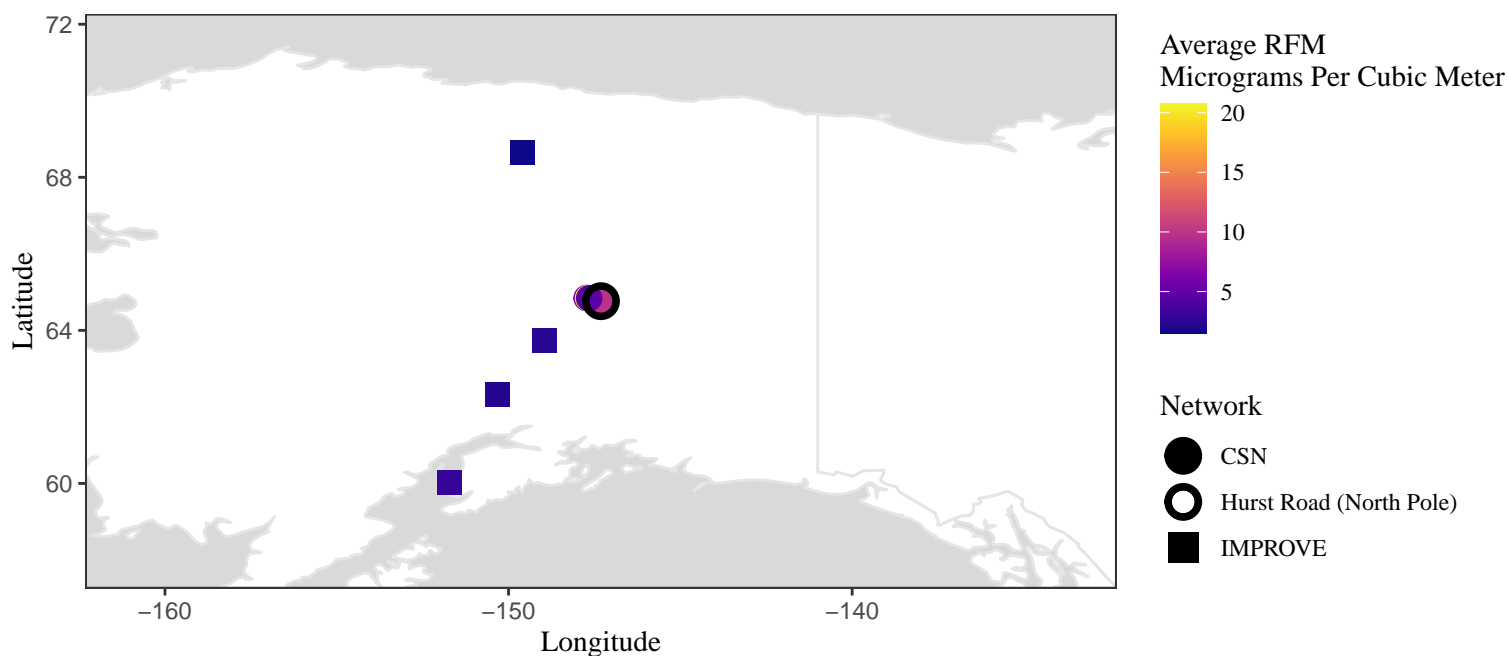 72
68
64
60
Latitude
−160
−150
−140
Longitude
Average RFM
Micrograms Per Cubic Meter
20
15
10
5
Network
CSN
Hurst Road (North Pole)
IMPROVE